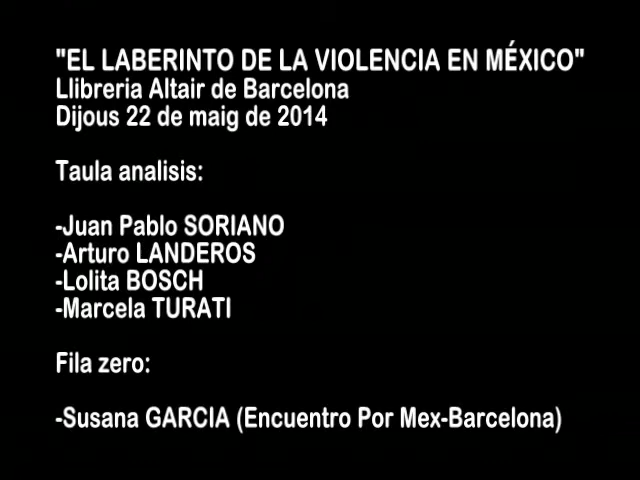 "EL LABERINTO DE LA VIOLENCIA EN MÉXICO"
Llibreria Altair de Barcelona
Dijous 22 de maig de 2014
Taula analisis:
-Juan Pablo SORIANO
-Arturo LANDEROS
-Lolita BOSCH
-Marcela TURATI
Fila zero:
-Susana GARCIA (Encuentro Por Mex-Barcelona)